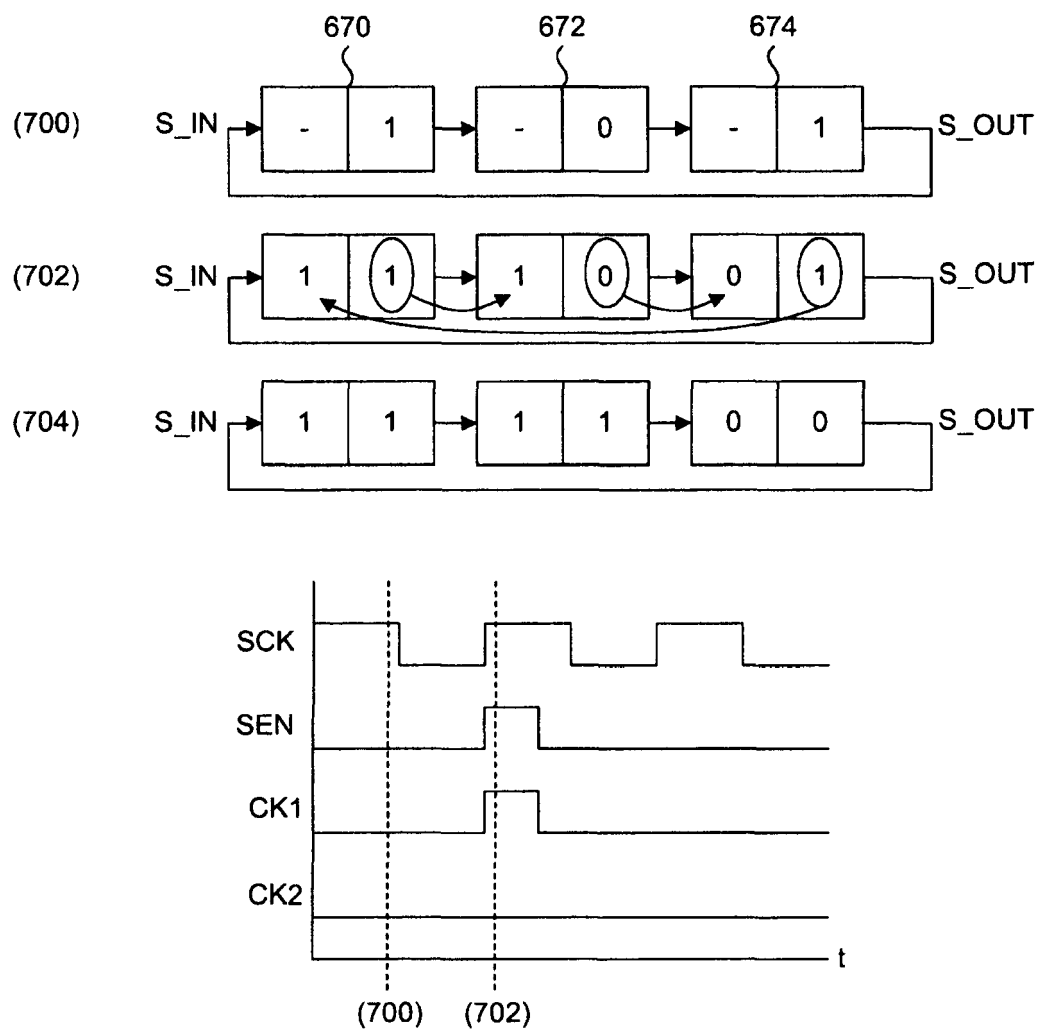 670 672 674
(700) S_IN - 1 - 0 - 1 S_OUT
(702) S_IN 1 1 1 0 0 1 S_OUT
(704) S_IN 1 1 1 1 0 0 S_OUT
SCK
SEN
CK1
CK2
t
(700) (702)